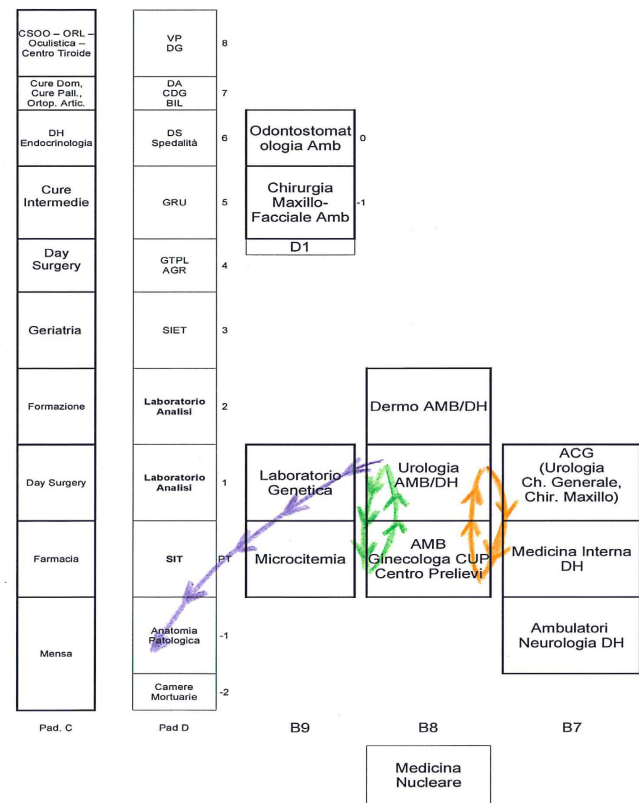 CSOO - ORL –
Oculistica –
Centro Tiroide
Cure Dom,
Cure Pall.,
Ortop. Artic.
DH
Endocrinologia
Cure
Intermedie
Day
Surgery
Geriatria
Formazione
Day Surgery
Farmacia
Mensa
Pad. C
VP
DG
8
DA
CDG
BIL
7
DS
Spedalità
6
GRU
5
GTPL
AGR
4
SIET
3
Laboratorio
Analisi
2
Laboratorio
Analisi
1
SIT
PT
Anatomia
Patologica
-1
Camere
Mortuarie
-2
Pad D
Odontostomat
ologia Amb
0
Chirurgia
Maxillo-
Facciale Amb
-1
D1
Laboratorio
Genetica
Microcitemia
B9
Dermo AMB/DH
Urologia
AMB/DH
AMB
Ginecologa CUP
Centro Prelievi
B8
Medicina
Nucleare
ACG
(Urologia
Ch. Generale,
Chir. Maxillo)
Medicina Interna
DH
Ambulatori
Neurologia DH
B7